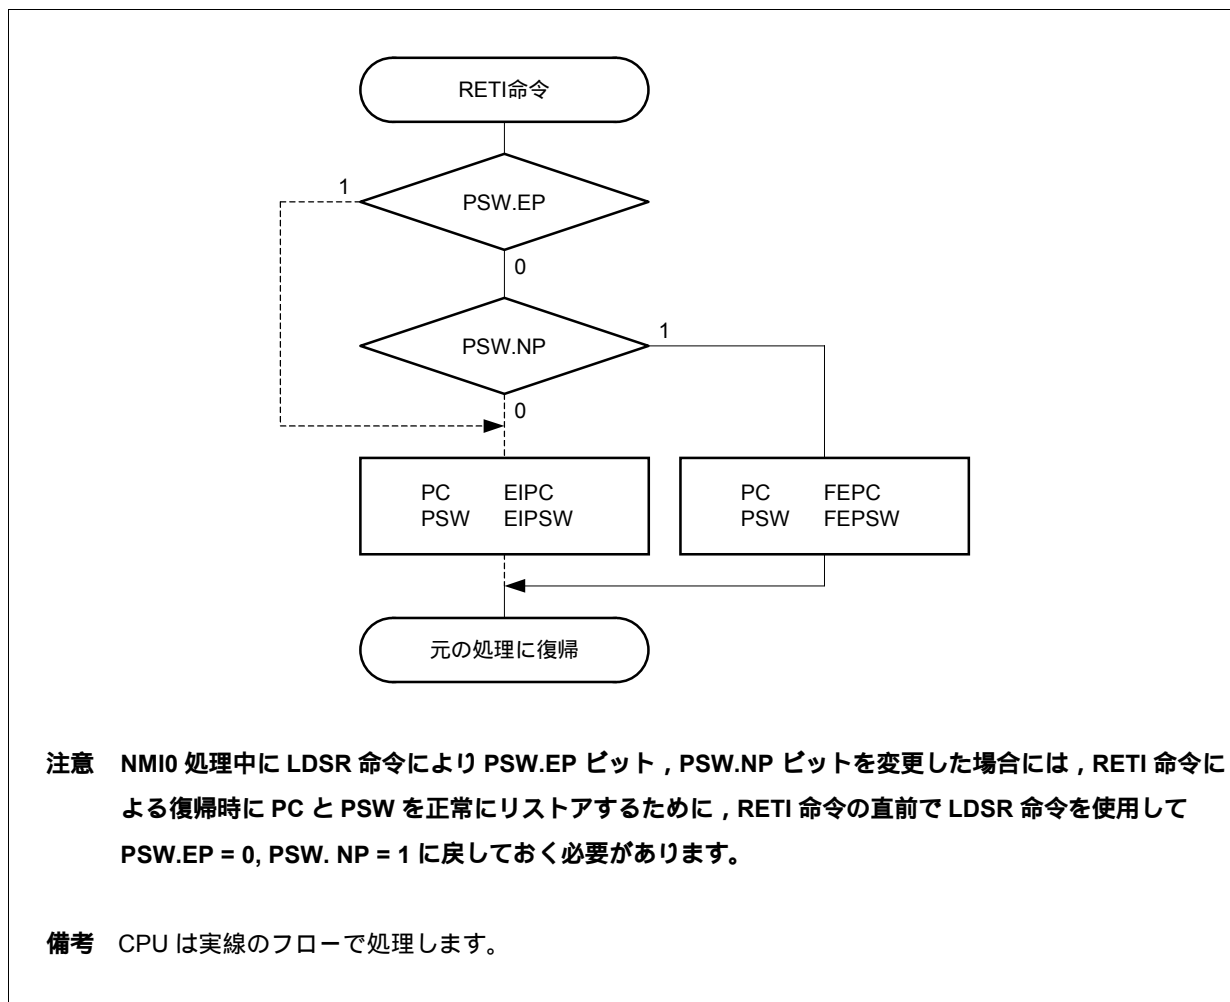 RETI命令
1
PSW.EP
0
PSW.NP
1
0
PC EIPC
PSW EIPSW
PC FEPC
PSW FEPSW
元の処理に復帰
注意 NMI0 処理中に LDSR 命令により PSW.EP ビット，PSW.NP ビットを変更した場合には，RETI 命令に
よる復帰時に PC と PSW を正常にリストアするために，RETI 命令の直前で LDSR 命令を使用して
PSW.EP = 0, PSW. NP = 1 に戻しておく必要があります。
備考 CPU は実線のフローで処理します。